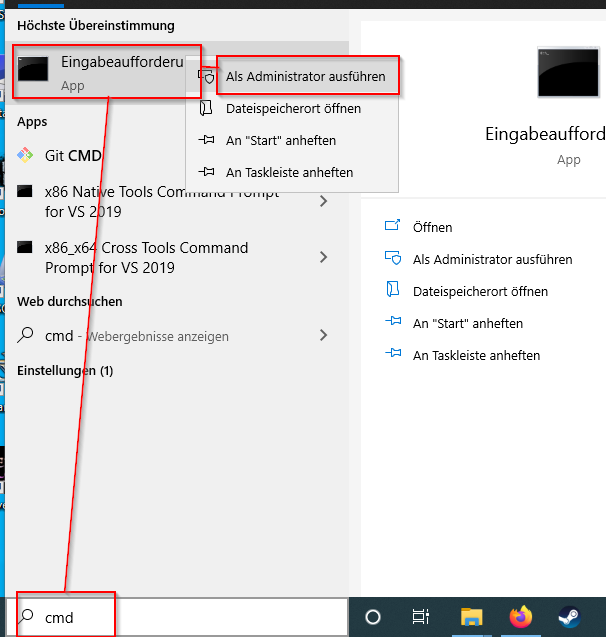 Höchste Übereinstimmung
Eingabeaufforderu
App
Als Administrator ausführen
Dateispeicherort öffnen
An "Start" anheften
An Taskleiste anheften
Apps
Git CMD
x86 Native Tools Command Prompt
for VS 2019
x86_x64 Cross Tools Command
Prompt for VS 2019
Web durchsuchen
cmd - Webergebnisse anzeigen
Einstellungen (1)
Eingabeaufford
App
Öffnen
Als Administrator ausführen
Dateispeicherort öffnen
An "Start" anheften
An Taskleiste anheften
cmd